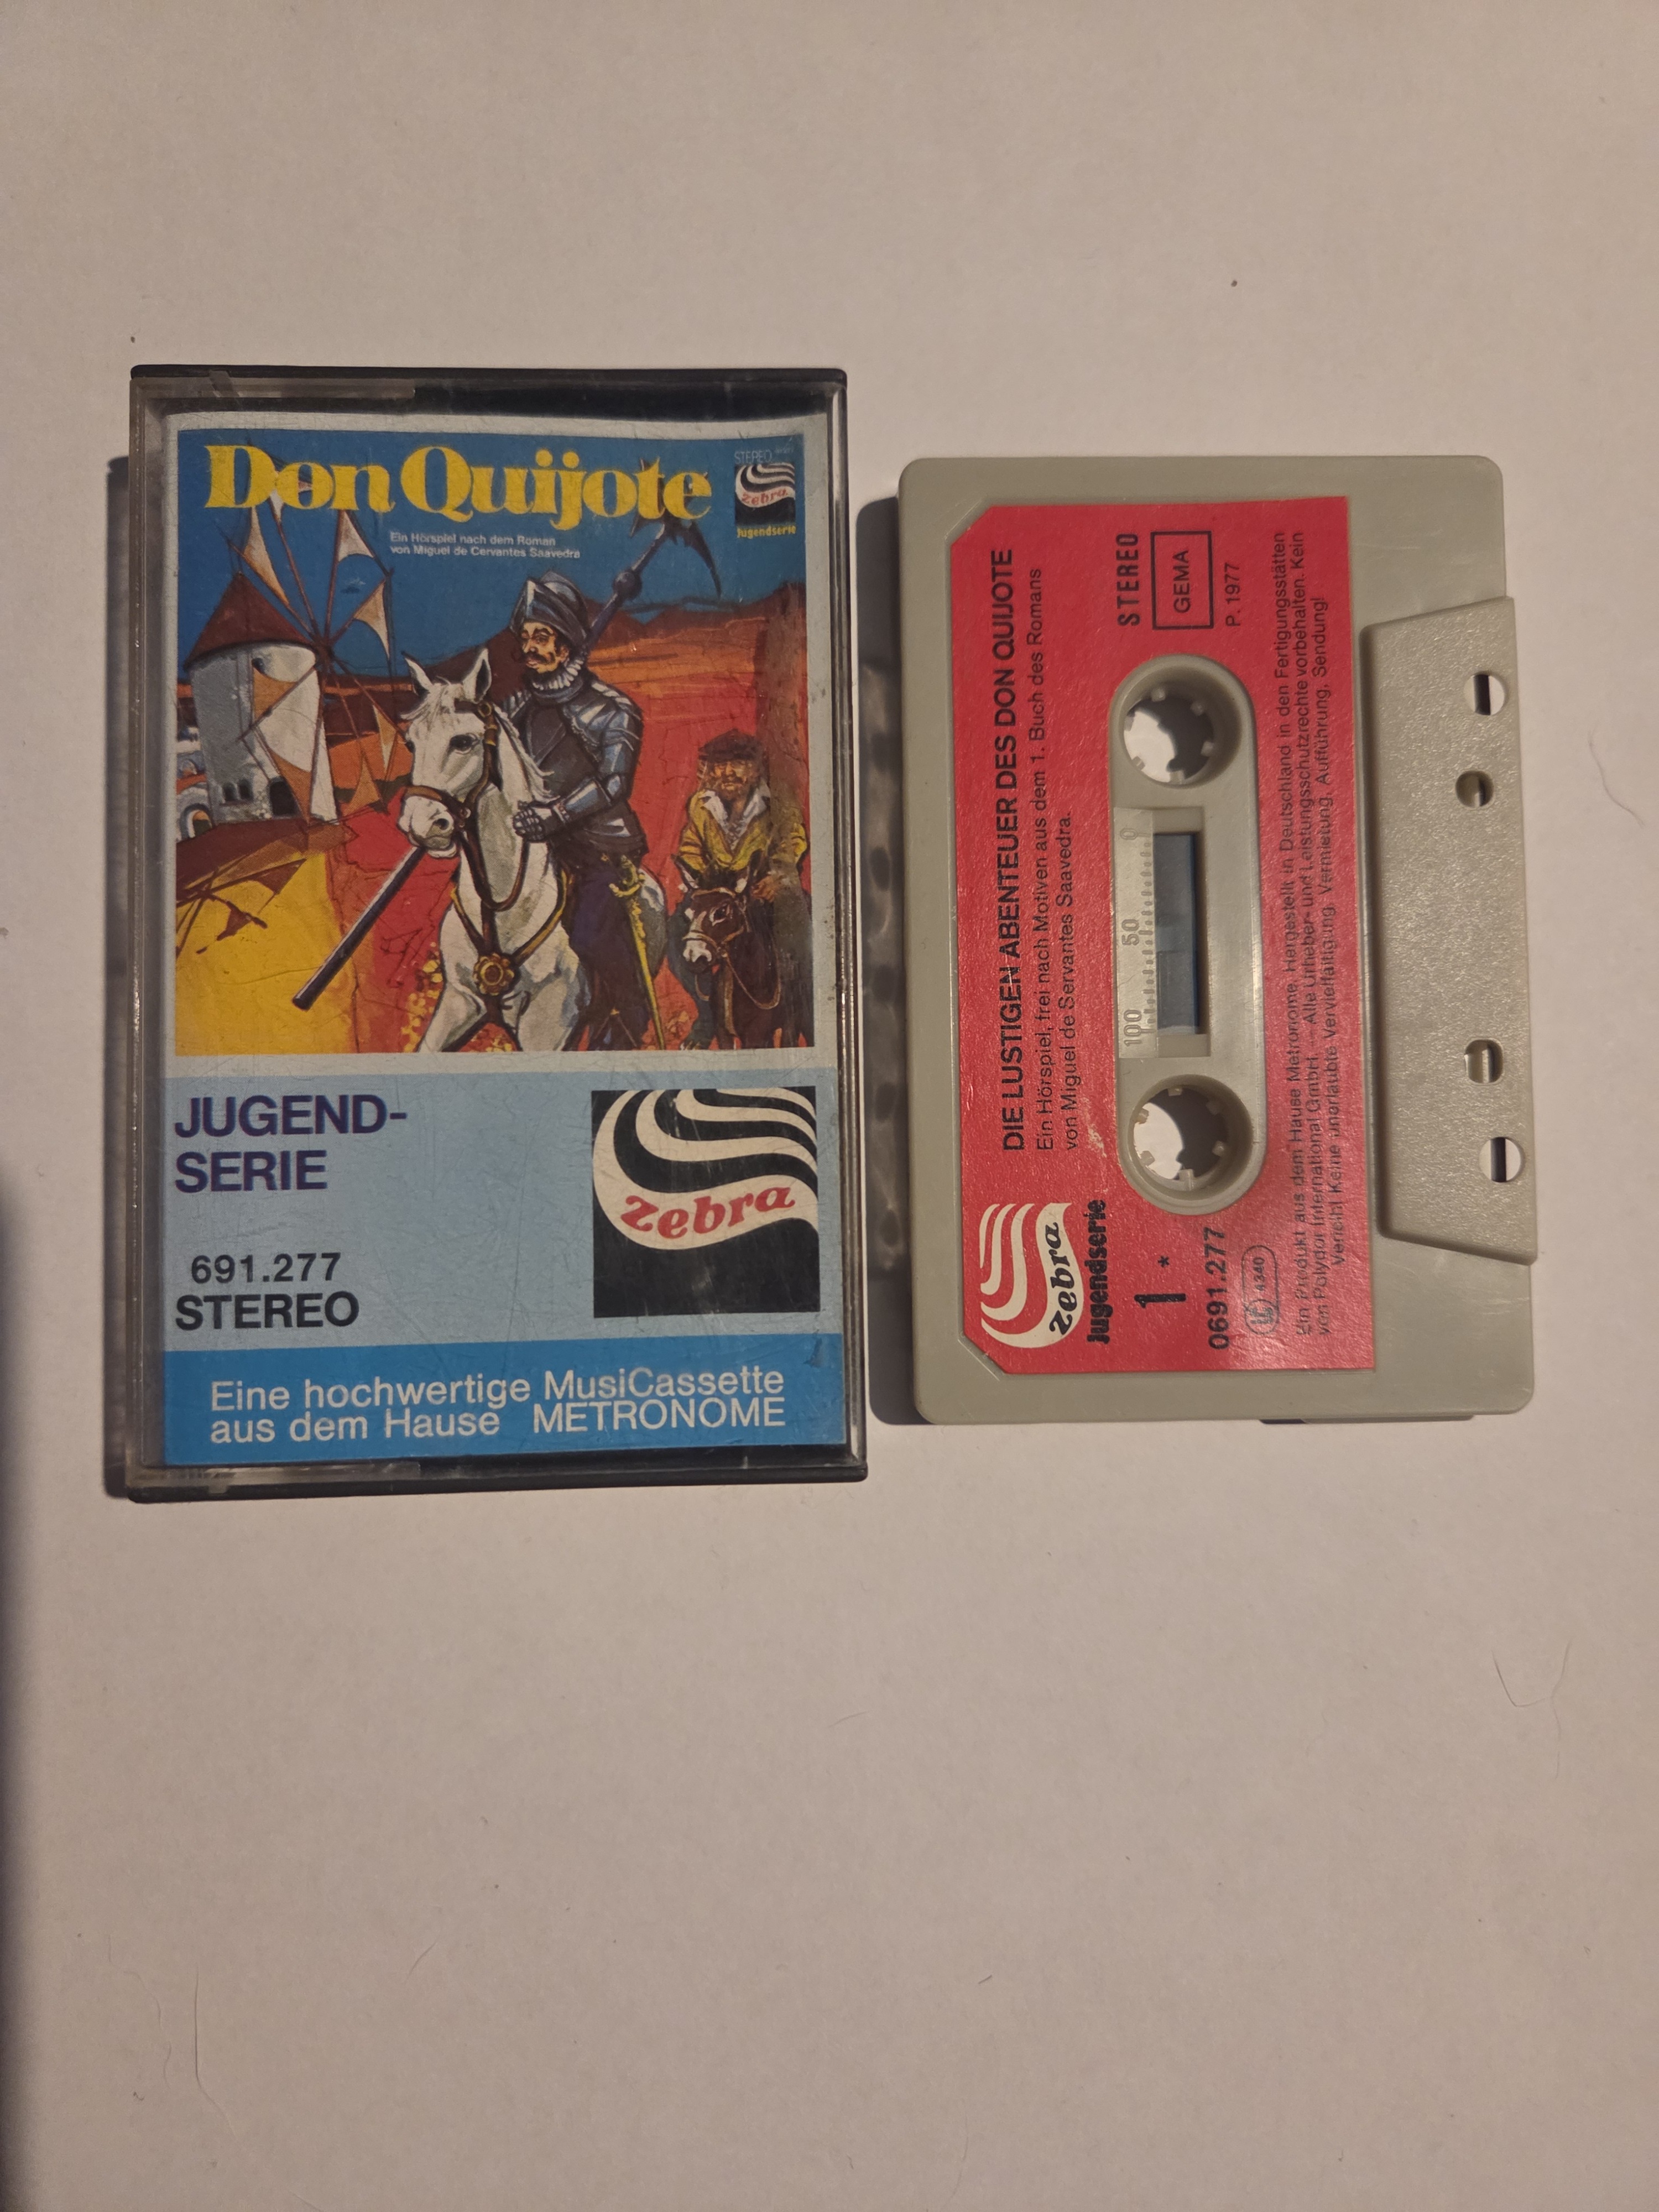 Don Quijote
STEREO
zebra
Jugendserie
Ein Hörspiel nach dem Roman
von Miguel de Cervantes Saavedra
JUGEND-
SERIE
zebra
691.277
STEREO
Eine hochwertige MusiCassette
aus dem Hause METRONOME
DIE LUSTIGEN ABENTEUER DES DON QUIJOTE
Ein Hörspiel, frei nach Motiven aus dem 1. Buch des Romans
von Miguel de Servantes Saavedra.
zebra
Jugendserie
STEREO
GEMA
P. 1977
1 *
0691.277
LC 4340
100 50 0
Ein Produkt aus dem Hause Metronome. Hergestellt in Deutschland in den Fertigungsstätten
von Polydor International GmbH. — Alle Urheber- und Leistungsschutzrechte vorbehalten. Kein
Verleih! Keine unerlaubte Vervielfältigung, Vermietung, Aufführung, Sendung!